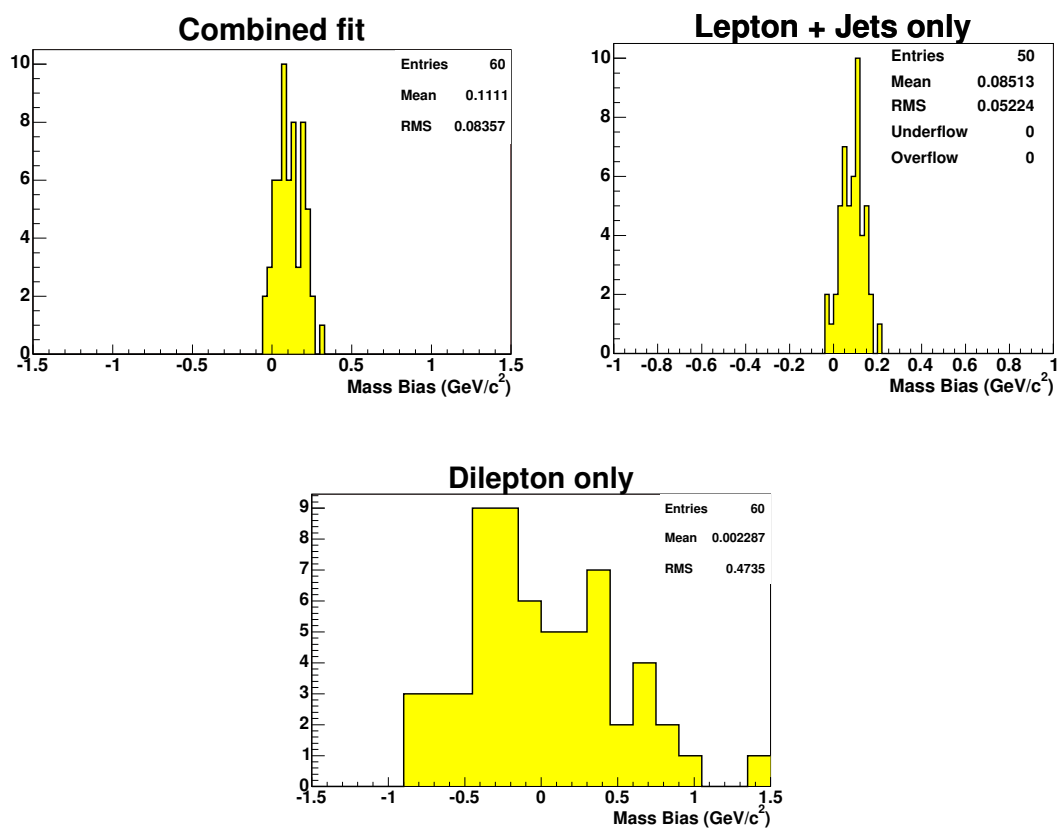 Combined fit
Entries 60
Mean 0.1111
RMS 0.08357
10
8
6
4
2
0
-1.5 -1 -0.5 0 0.5 1 1.5
Mass Bias (GeV/c²)
Lepton + Jets only
Entries 50
Mean 0.08513
RMS 0.05224
Underflow 0
Overflow 0
10
8
6
4
2
0
-1 -0.8 -0.6 -0.4 -0.2 0 0.2 0.4 0.6 0.8 1
Mass Bias (GeV/c²)
Dilepton only
Entries 60
Mean 0.002287
RMS 0.4735
9
8
7
6
5
4
3
2
1
0
-1.5 -1 -0.5 0 0.5 1 1.5
Mass Bias (GeV/c²)